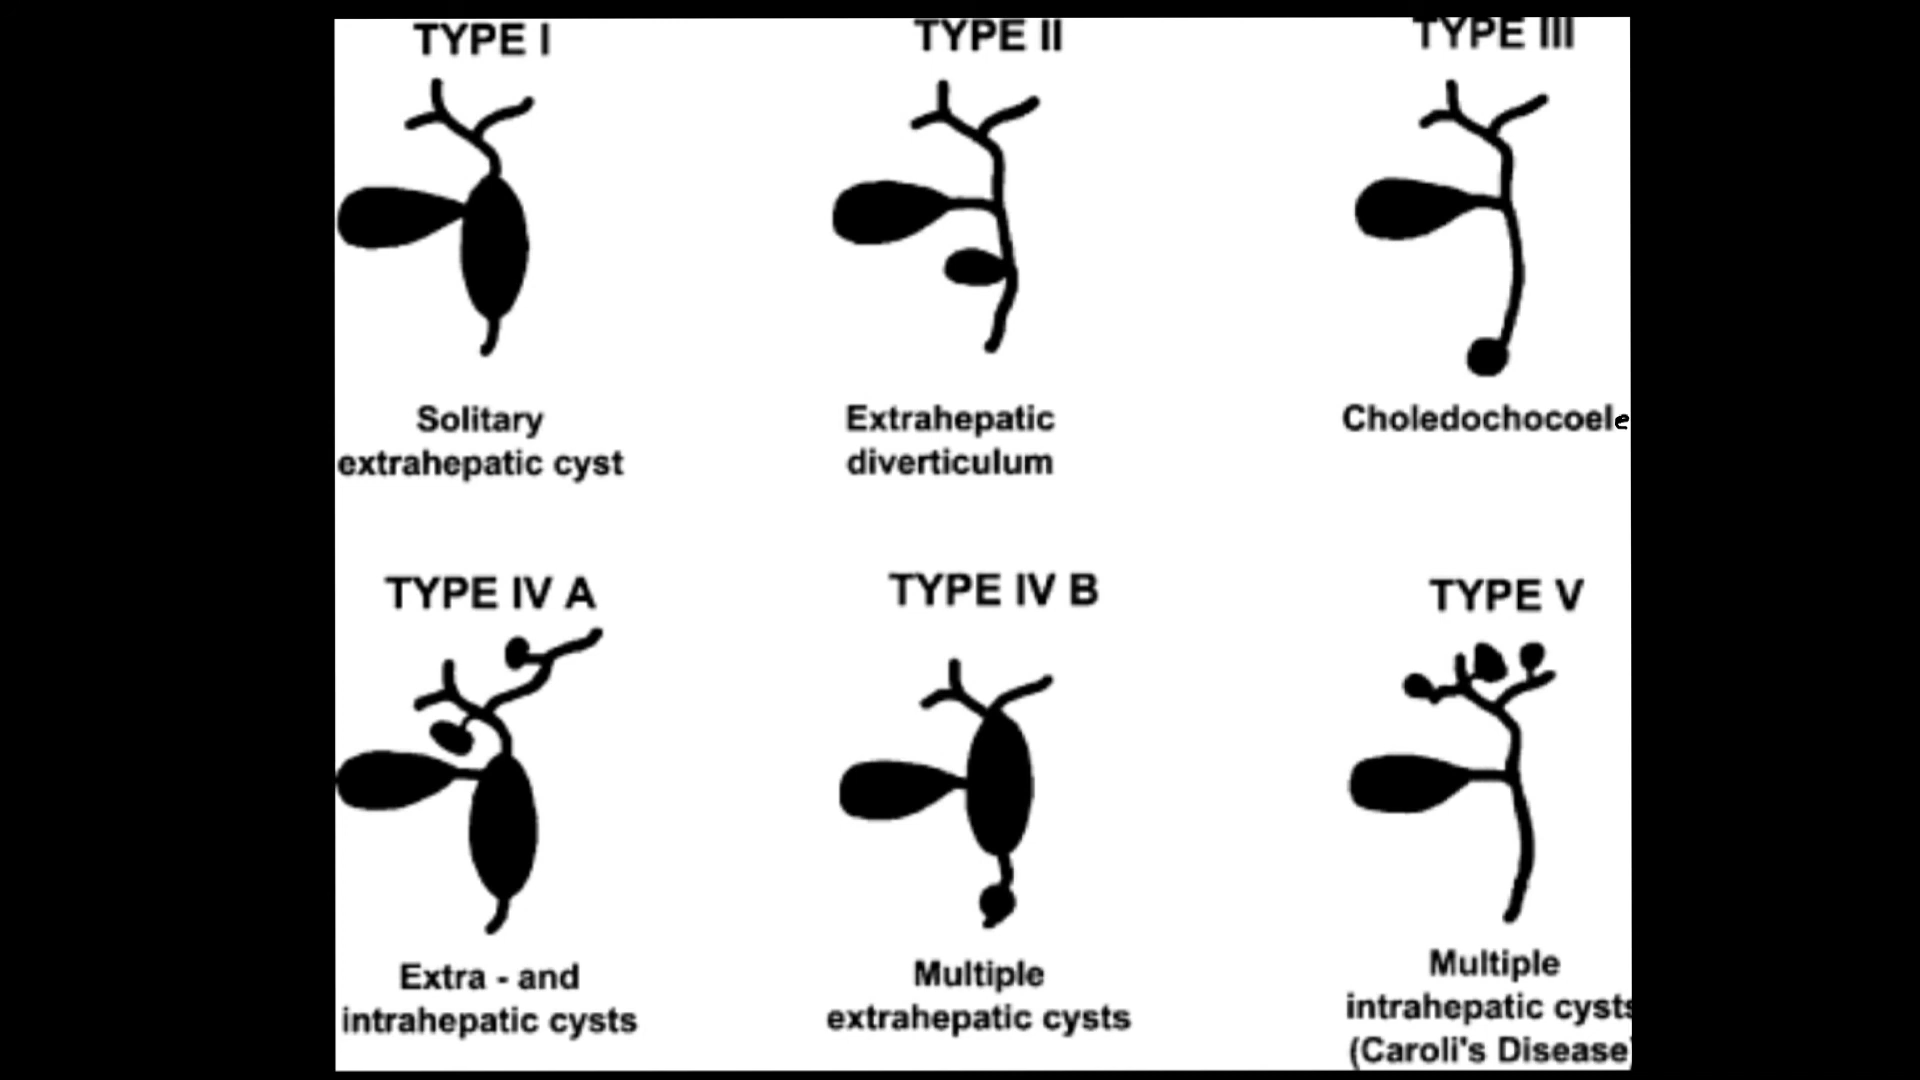 TYPE I
TYPE II
TYPE III
Solitary
extrahepatic cyst
Extrahepatic
diverticulum
Choledochocoele
TYPE IV A
TYPE IV B
TYPE V
Extra - and
intrahepatic cysts
Multiple
extrahepatic cysts
Multiple
intrahepatic cysts
(Caroli's Disease)